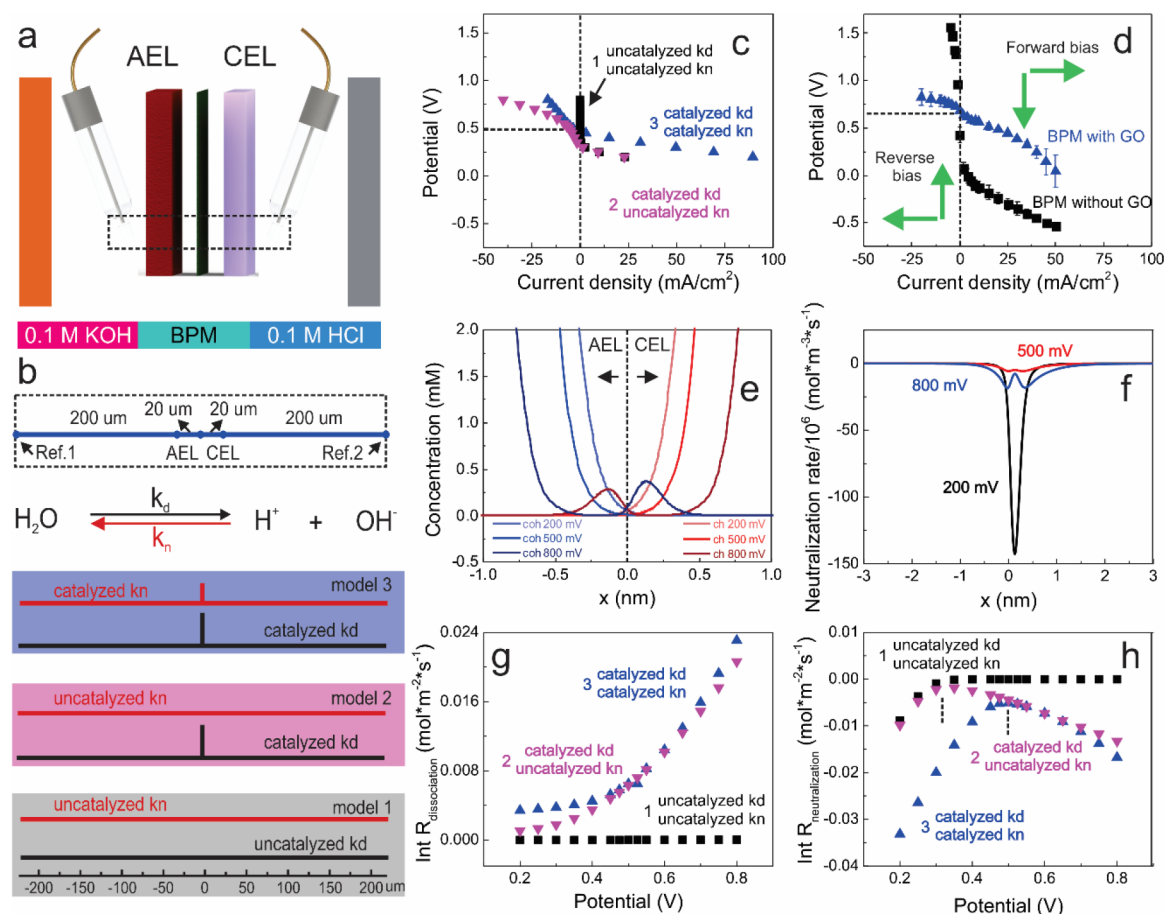 a
AEL
CEL
0.1 M KOH
BPM
0.1 M HCl
b
200 um
20 um
20 um
200 um
Ref.1
AEL
CEL
Ref.2
H₂O
k_d
k_n
H⁺ + OH⁻
catalyzed kn
model 3
catalyzed kd
uncatalyzed kn
model 2
catalyzed kd
uncatalyzed kn
model 1
uncatalyzed kd
-200 -150 -100 -50 0 50 100 150 200 um
c
Potential (V)
1.5
1.0
0.5
0.0
0.5
-50 -25 0 25 50 75 100
Current density (mA/cm²)
1 uncatalyzed kd
uncatalyzed kn
3 catalyzed kd
catalyzed kn
2 catalyzed kd
uncatalyzed kn
d
Potential (V)
1.5
1.0
0.5
0.0
-0.5
-25 0 25 50 75
Current density (mA/cm²)
Forward bias
BPM with GO
Reverse
bias
BPM without GO
e
Concentration (mM)
2.0
1.5
1.0
0.5
0.0
-0.5
-1.0 -0.5 0.0 0.5 1.0
x (nm)
AEL
CEL
coh 200 mV
coh 500 mV
coh 800 mV
ch 200 mV
ch 500 mV
ch 800 mV
f
Neutralization rate/10⁶ (mol*m⁻³*s⁻¹)
0
-50
-100
-150
-3 -2 -1 0 1 2 3
x (nm)
500 mV
800 mV
200 mV
g
Int R_dissociation (mol*m⁻²*s⁻¹)
0.024
0.016
0.008
0.000
0.2 0.4 0.6 0.8
Potential (V)
3 catalyzed kd
catalyzed kn
2 catalyzed kd
uncatalyzed kn
1 uncatalyzed kd
uncatalyzed kn
h
Int R_neutralization (mol*m⁻²*s⁻¹)
0.01
0.00
-0.01
-0.02
-0.03
-0.04
0.2 0.4 0.6 0.8
Potential (V)
1 uncatalyzed kd
uncatalyzed kn
2 catalyzed kd
uncatalyzed kn
3 catalyzed kd
catalyzed kn